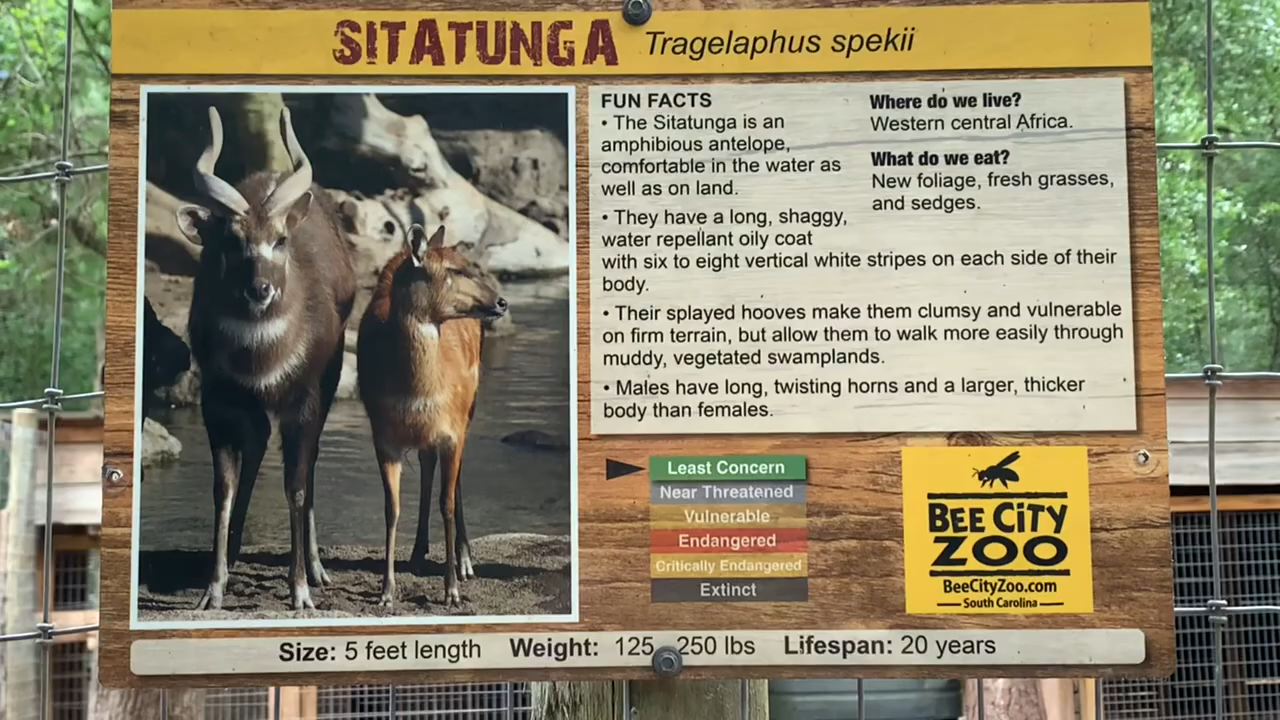 SITATUNGA Tragelaphus spekii
FUN FACTS
• The Sitatunga is an
amphibious antelope,
comfortable in the water as
well as on land.
• They have a long, shaggy,
water repellant oily coat
with six to eight vertical white stripes on each side of their
body.
• Their splayed hooves make them clumsy and vulnerable
on firm terrain, but allow them to walk more easily through
muddy, vegetated swamplands.
• Males have long, twisting horns and a larger, thicker
body than females.
Where do we live?
Western central Africa.
What do we eat?
New foliage, fresh grasses,
and sedges.
Least Concern
Near Threatened
Vulnerable
Endangered
Critically Endangered
Extinct
BEE CiTY
ZOO
BeeCityZoo.com
South Carolina
Size: 5 feet length Weight: 125 250 lbs Lifespan: 20 years